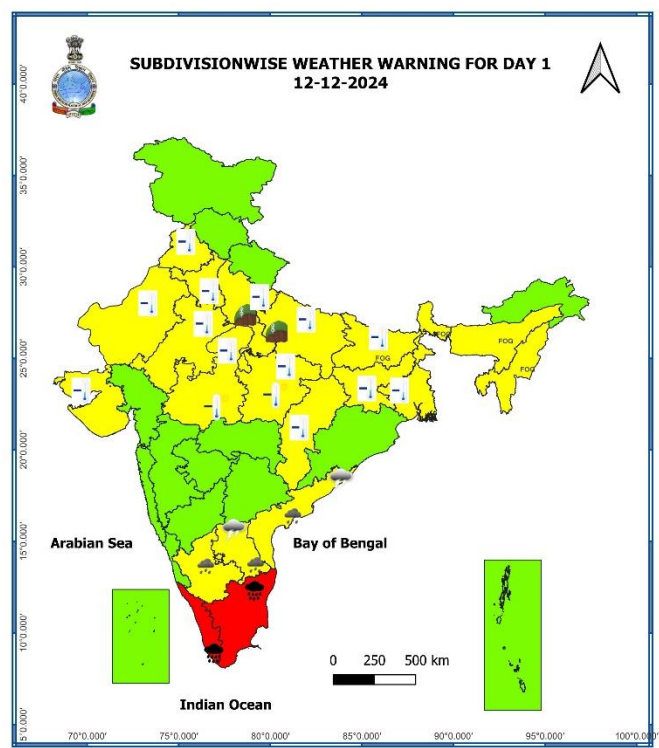 SUBDIVISIONWISE WEATHER WARNING FOR DAY 1
12-12-2024
40°0.000'
35°0.000'
30°0.000'
25°0.000'
20°0.000'
15°0.000'
10°0.000'
5°0.000'
FOG
FOG
FOG
FOG
Arabian Sea
Bay of Bengal
0 250 500 km
Indian Ocean
70°0.000' 75°0.000' 80°0.000' 85°0.000' 90°0.000' 95°0.000' 100°0.000'